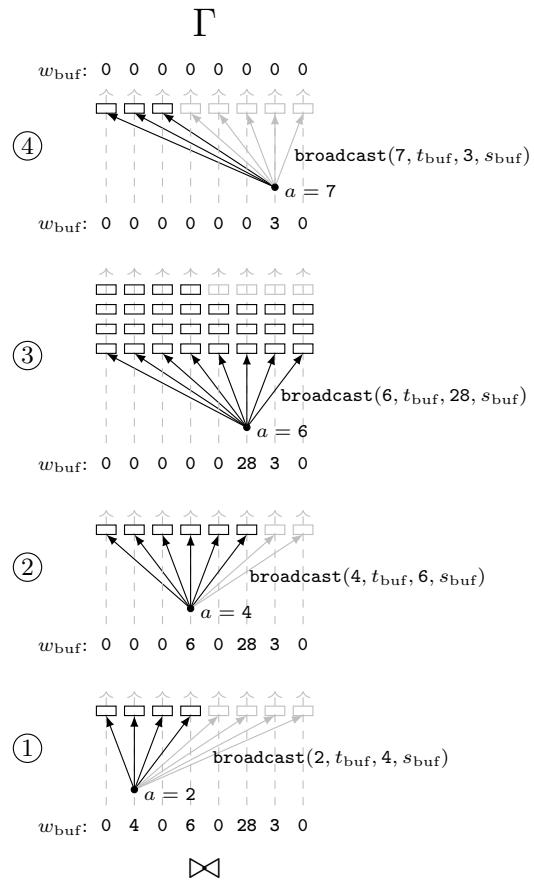 Γ
w_buf: 0 0 0 0 0 0 0 0
④
broadcast(7, t_buf, 3, s_buf)
a = 7
w_buf: 0 0 0 0 0 0 3 0
③
broadcast(6, t_buf, 28, s_buf)
a = 6
w_buf: 0 0 0 0 0 28 3 0
②
broadcast(4, t_buf, 6, s_buf)
a = 4
w_buf: 0 0 0 6 0 28 3 0
①
broadcast(2, t_buf, 4, s_buf)
a = 2
w_buf: 0 4 0 6 0 28 3 0
⋈